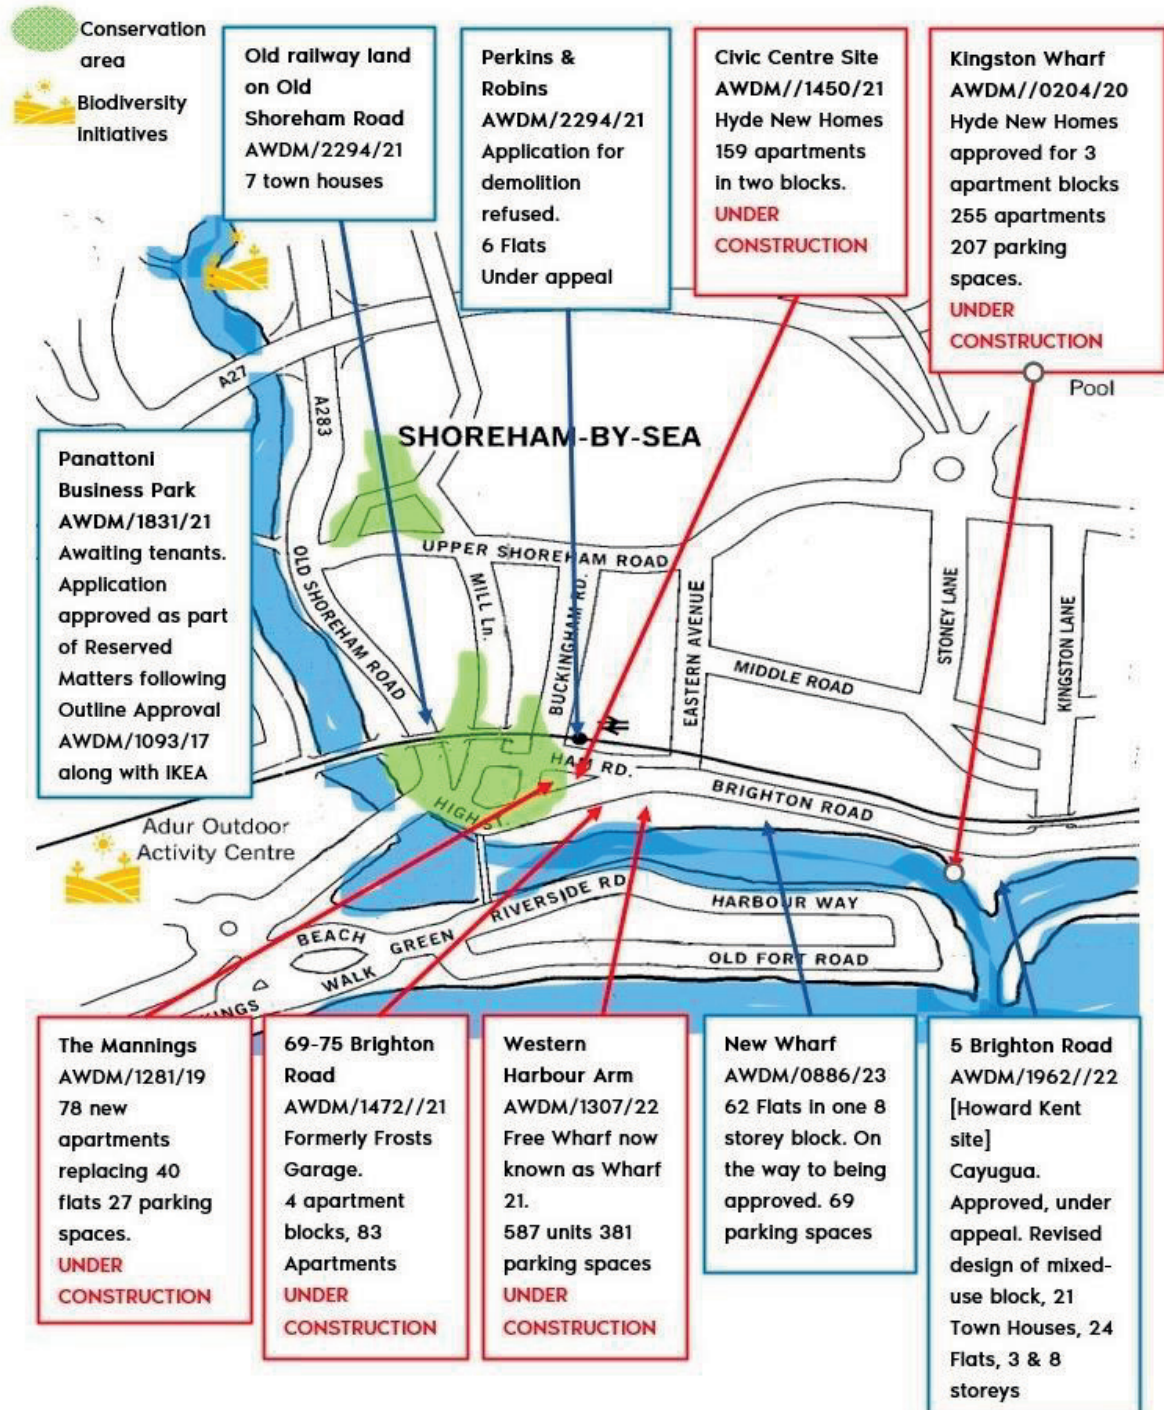 Conservation
area
Biodiversity
initiatives
Old railway land
on Old
Shoreham Road
AWDM/2294/21
7 town houses
Perkins &
Robins
AWDM/2294/21
Application for
demolition
refused.
6 Flats
Under appeal
Civic Centre Site
AWDM//1450/21
Hyde New Homes
159 apartments
in two blocks.
UNDER
CONSTRUCTION
Kingston Wharf
AWDM//0204/20
Hyde New Homes
approved for 3
apartment blocks
255 apartments
207 parking
spaces.
UNDER
CONSTRUCTION
Pool
A27
A283
SHOREHAM-BY-SEA
Panattoni
Business Park
AWDM/1831/21
Awaiting tenants.
Application
approved as part
of Reserved
Matters following
Outline Approval
AWDM/1093/17
along with IKEA
UPPER SHOREHAM ROAD
OLD SHOREHAM ROAD
MILL Ln.
BUCKINGHAM RD.
EASTERN AVENUE
MIDDLE ROAD
STONEY LANE
KINGSTON LANE
HAM RD.
BRIGHTON ROAD
HIGH ST.
Adur Outdoor
Activity Centre
RIVERSIDE RD
HARBOUR WAY
BEACH GREEN
OLD FORT ROAD
KINGS WALK
The Mannings
AWDM/1281/19
78 new
apartments
replacing 40
flats 27 parking
spaces.
UNDER
CONSTRUCTION
69-75 Brighton
Road
AWDM/1472//21
Formerly Frosts
Garage.
4 apartment
blocks, 83
Apartments
UNDER
CONSTRUCTION
Western
Harbour Arm
AWDM/1307/22
Free Wharf now
known as Wharf
21.
587 units 381
parking spaces
UNDER
CONSTRUCTION
New Wharf
AWDM/0886/23
62 Flats in one 8
storey block. On
the way to being
approved. 69
parking spaces
5 Brighton Road
AWDM/1962//22
[Howard Kent
site]
Cayugua.
Approved, under
appeal. Revised
design of mixed-
use block, 21
Town Houses, 24
Flats, 3 & 8
storeys